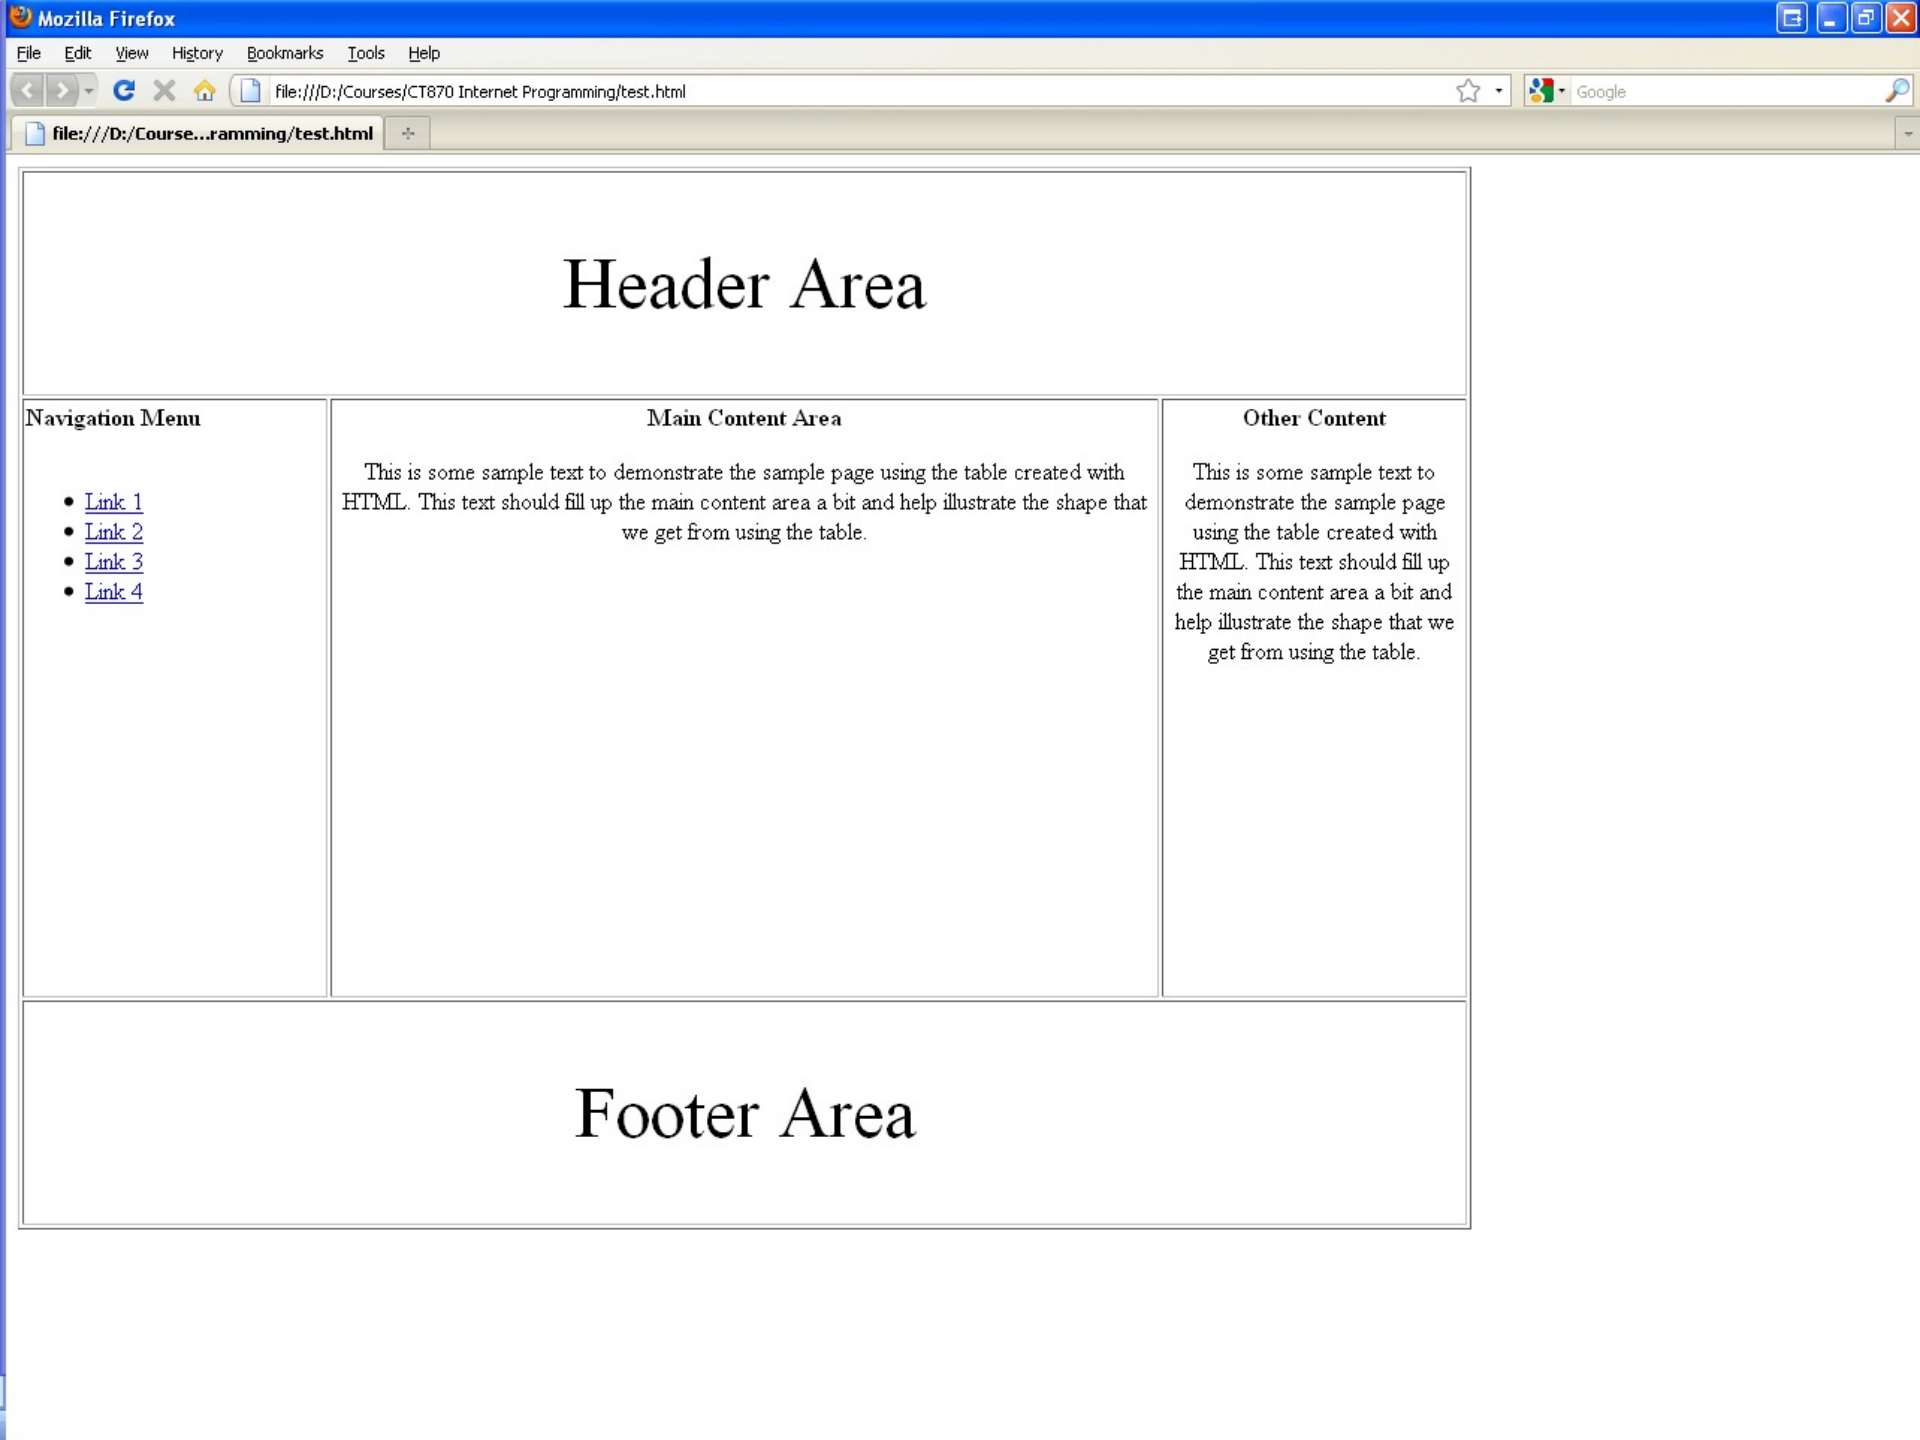 Mozilla Firefox
File Edit View History Bookmarks Tools Help
file:///D:/Courses/CT870 Internet Programming/test.html
Google
file:///D:/Course...ramming/test.html
Header Area
Navigation Menu
Link 1
Link 2
Link 3
Link 4
Main Content Area
This is some sample text to demonstrate the sample page using the table created with
HTML. This text should fill up the main content area a bit and help illustrate the shape that
we get from using the table.
Other Content
This is some sample text to
demonstrate the sample page
using the table created with
HTML. This text should fill up
the main content area a bit and
help illustrate the shape that we
get from using the table.
Footer Area